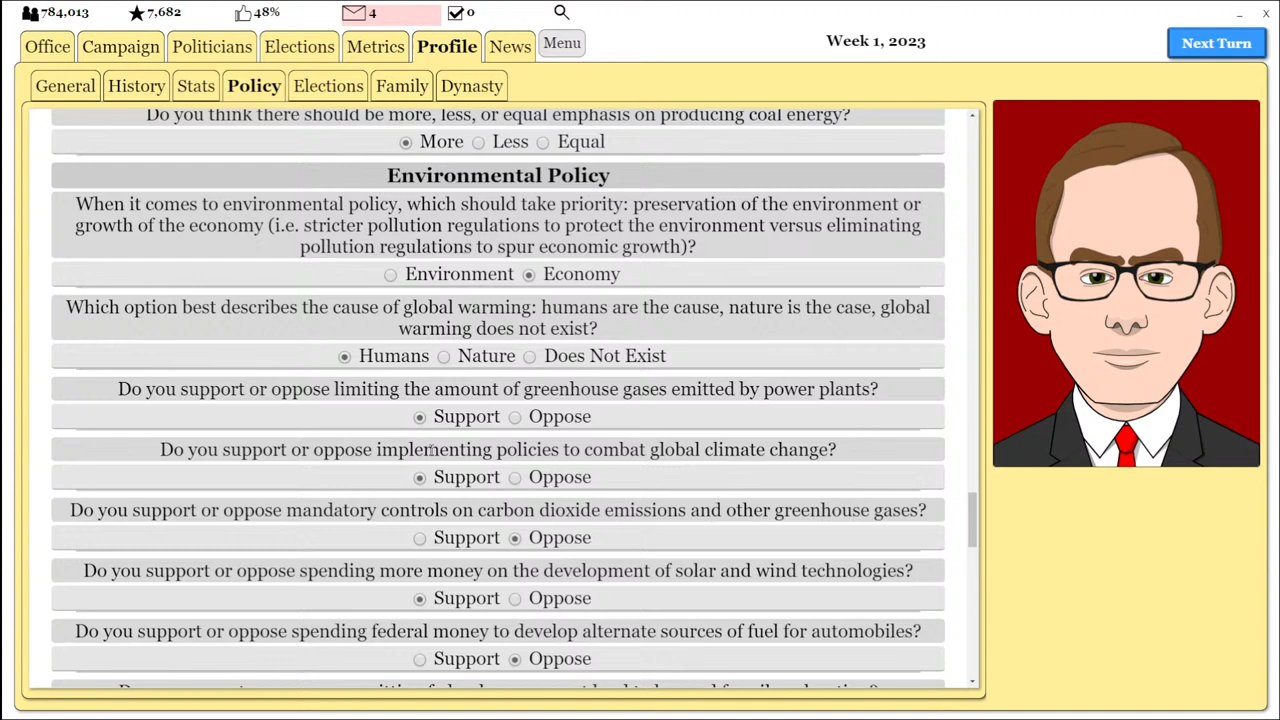 784,013 7,682 48% 4 0
_ X
Office Campaign Politicians Elections Metrics Profile News Menu
Week 1, 2023
Next Turn
General History Stats Policy Elections Family Dynasty
Do you think there should be more, less, or equal emphasis on producing coal energy?
More Less Equal
Environmental Policy
When it comes to environmental policy, which should take priority: preservation of the environment or
growth of the economy (i.e. stricter pollution regulations to protect the environment versus eliminating
pollution regulations to spur economic growth)?
Environment Economy
Which option best describes the cause of global warming: humans are the cause, nature is the case, global
warming does not exist?
Humans Nature Does Not Exist
Do you support or oppose limiting the amount of greenhouse gases emitted by power plants?
Support Oppose
Do you support or oppose implementing policies to combat global climate change?
Support Oppose
Do you support or oppose mandatory controls on carbon dioxide emissions and other greenhouse gases?
Support Oppose
Do you support or oppose spending more money on the development of solar and wind technologies?
Support Oppose
Do you support or oppose spending federal money to develop alternate sources of fuel for automobiles?
Support Oppose